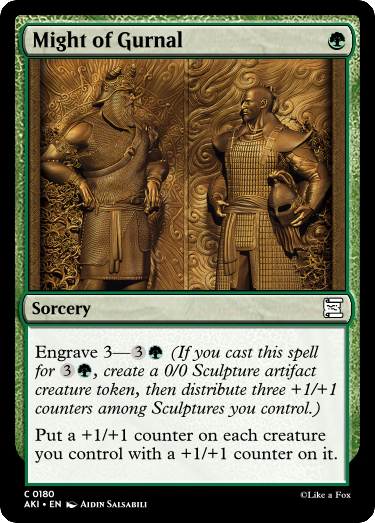 Might of Gurnal
Sorcery
Engrave 3—3 (If you cast this spell
for 3, create a 0/0 Sculpture artifact
creature token, then distribute three +1/+1
counters among Sculptures you control.)
Put a +1/+1 counter on each creature
you control with a +1/+1 counter on it.
C 0180
AKI • EN Aidin Salsabili
©Like a Fox